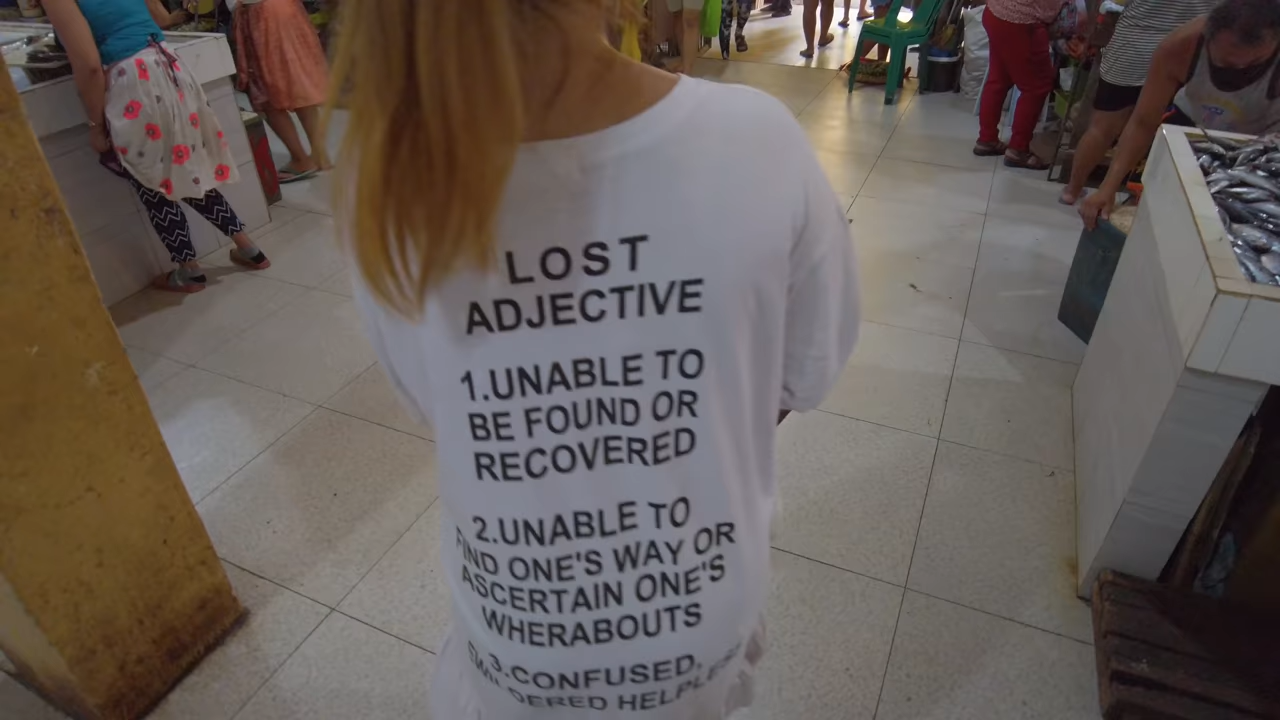 LOST
ADJECTIVE
1.UNABLE TO
BE FOUND OR
RECOVERED
2.UNABLE TO
FIND ONE'S WAY OR
ASCERTAIN ONE'S
WHERABOUTS
3.CONFUSED,